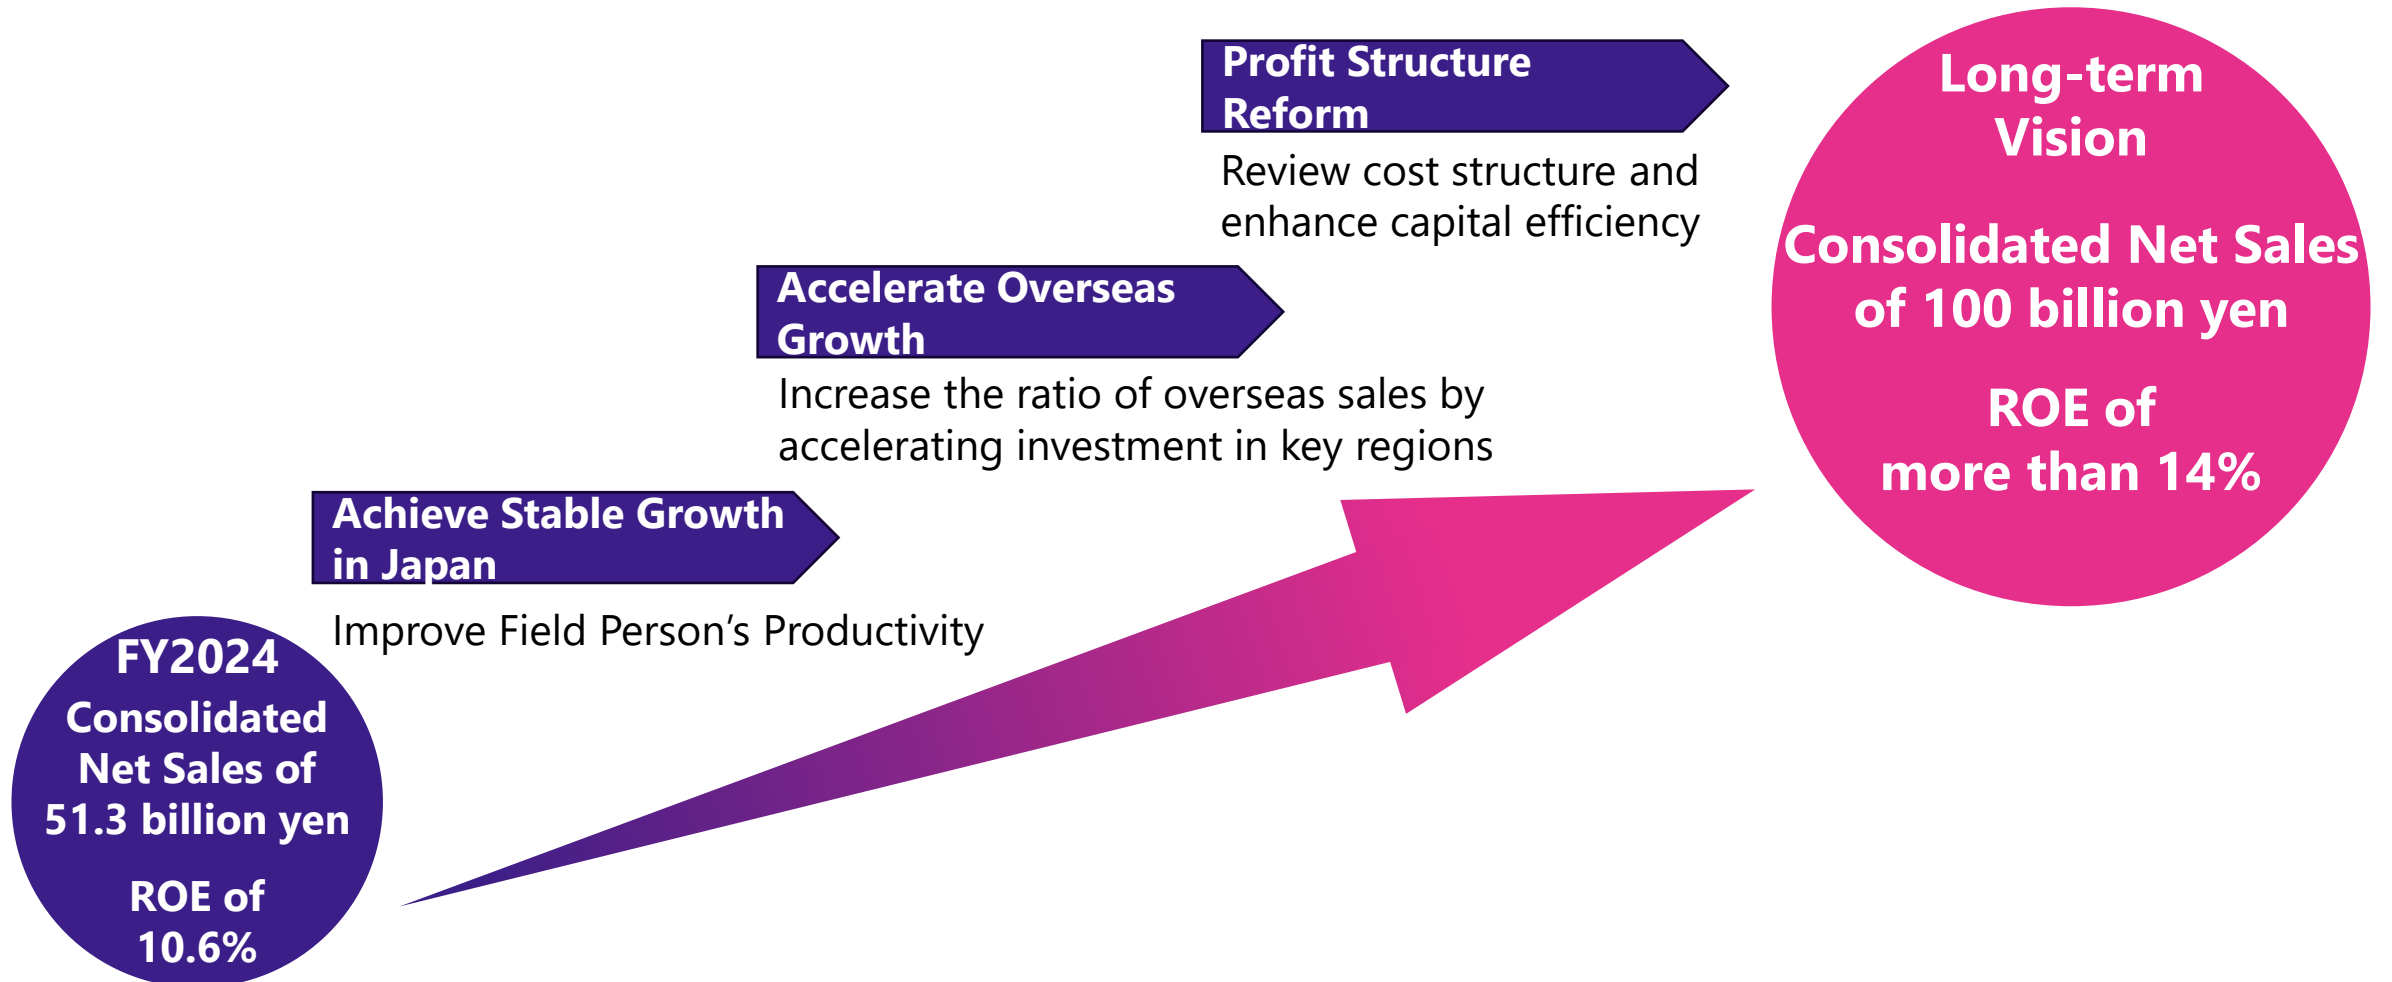 Profit Structure
Reform
Review cost structure and
enhance capital efficiency
Accelerate Overseas
Growth
Increase the ratio of overseas sales by
accelerating investment in key regions
Achieve Stable Growth
in Japan
Improve Field Person’s Productivity
FY2024
Consolidated
Net Sales of
51.3 billion yen
ROE of
10.6%
Long-term
Vision
Consolidated Net Sales
of 100 billion yen
ROE of
more than 14%